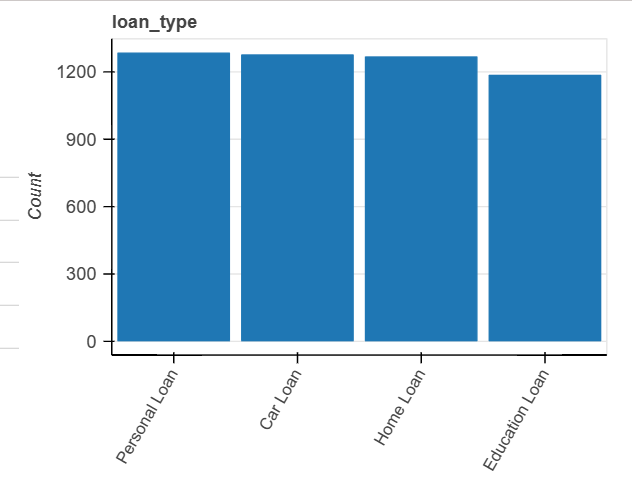 loan_type
1200
900
600
300
0
Count
Personal Loan
Car Loan
Home Loan
Education Loan